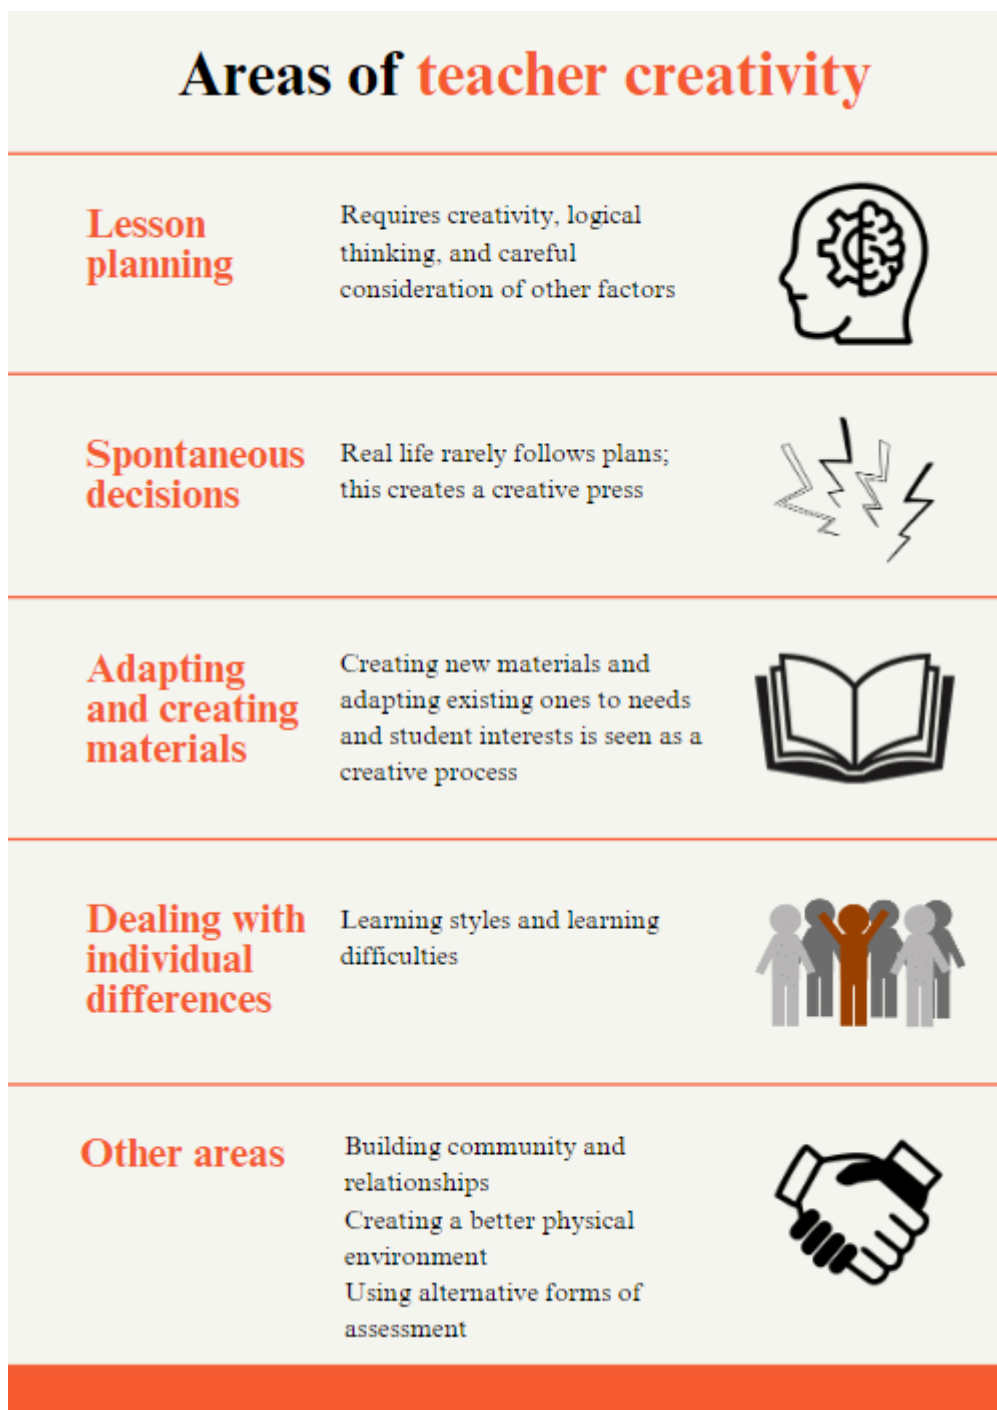 Areas of teacher creativity
Lesson
planning
Requires creativity, logical
thinking, and careful
consideration of other factors
Spontaneous
decisions
Real life rarely follows plans;
this creates a creative press
Adapting
and creating
materials
Creating new materials and
adapting existing ones to needs
and student interests is seen as a
creative process
Dealing with
individual
differences
Learning styles and learning
difficulties
Other areas
Building community and
relationships
Creating a better physical
environment
Using alternative forms of
assessment